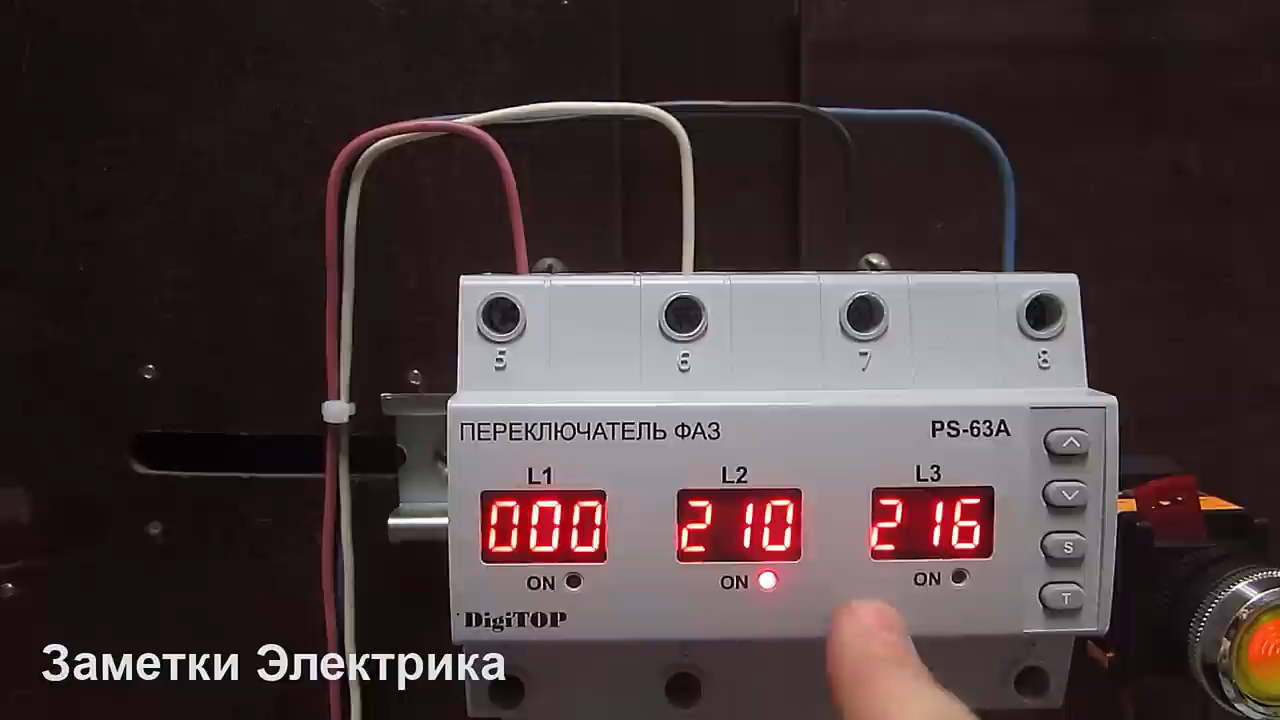 5 6 7 8
ПЕРЕКЛЮЧАТЕЛЬ ФАЗ PS-63A
L1 L2 L3
000 210 216
ON ON ON
S
T
DigiTOP
Заметки Электрика